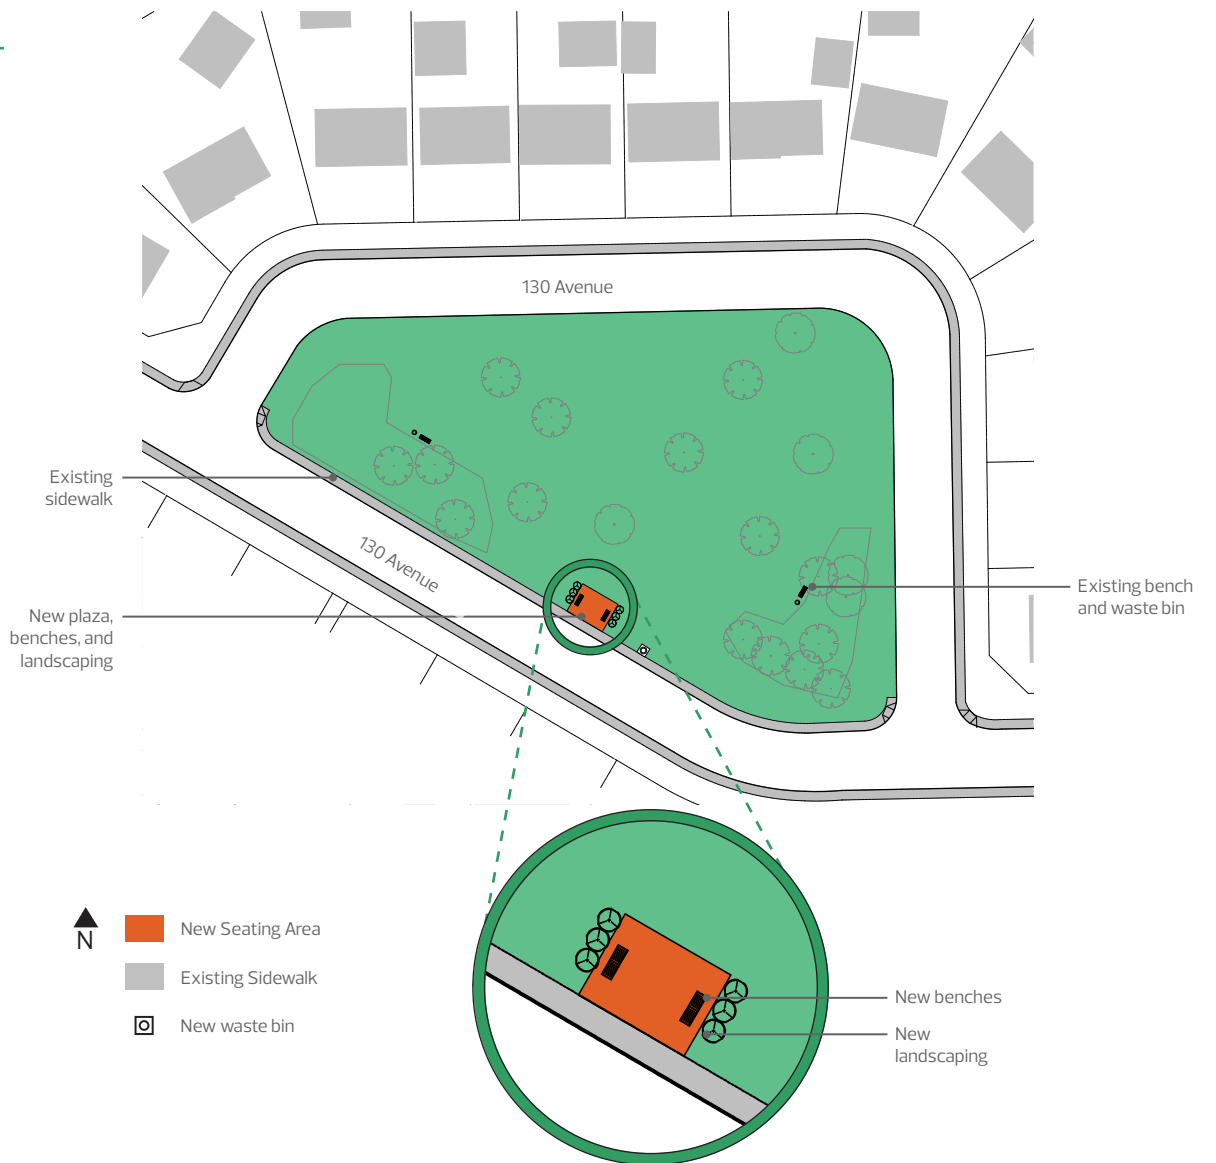 130 Avenue
Existing
sidewalk
130 Avenue
Existing bench
and waste bin
New plaza,
benches, and
landscaping
N
New Seating Area
Existing Sidewalk
New waste bin
New benches
New
landscaping